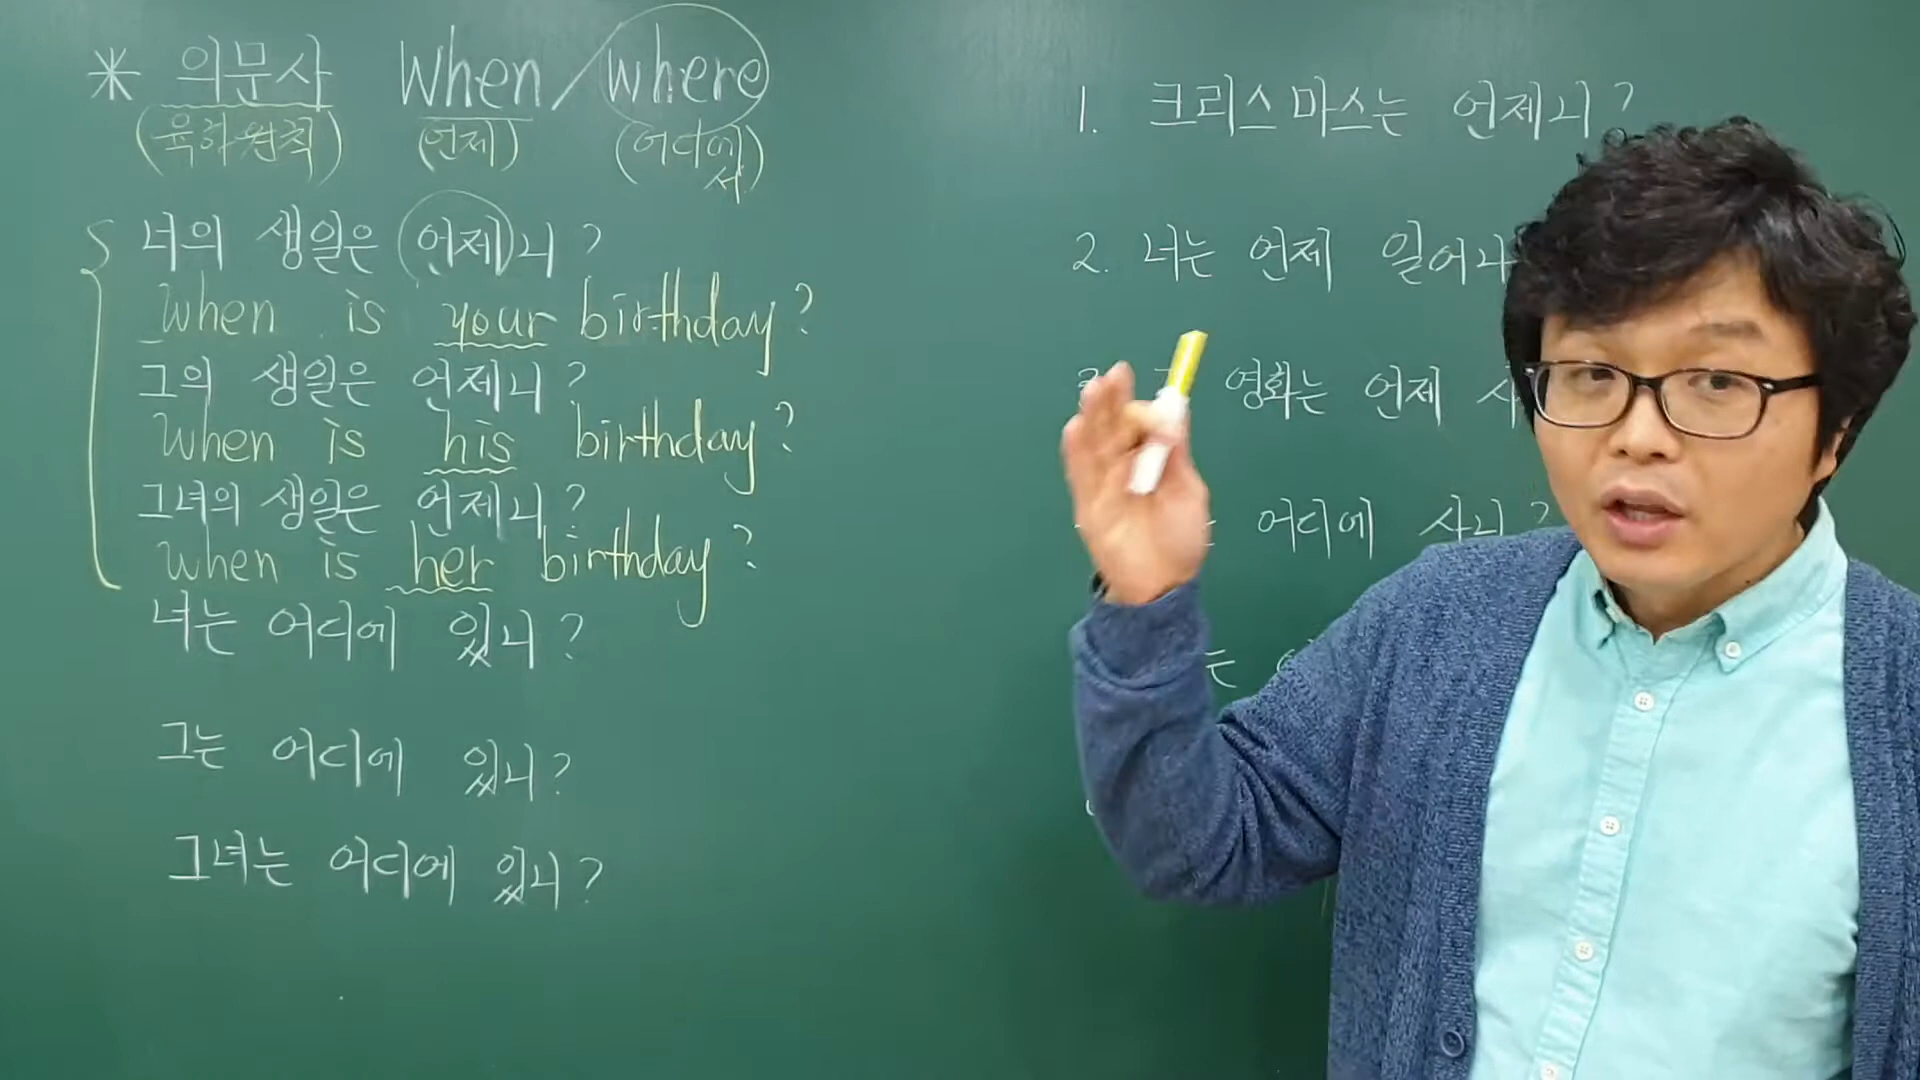 * 의문사 When / where
(육하원칙) (언제) (어디에서)
너의 생일은 언제니?
When is your birthday?
그의 생일은 언제니?
When is his birthday?
그녀의 생일은 언제니?
When is her birthday?
너는 어디에 있니?
그는 어디에 있니?
그녀는 어디에 있니?
1. 크리스마스는 언제니?
2. 너는 언제 일어나
영화는 언제
어디에 사니?
는